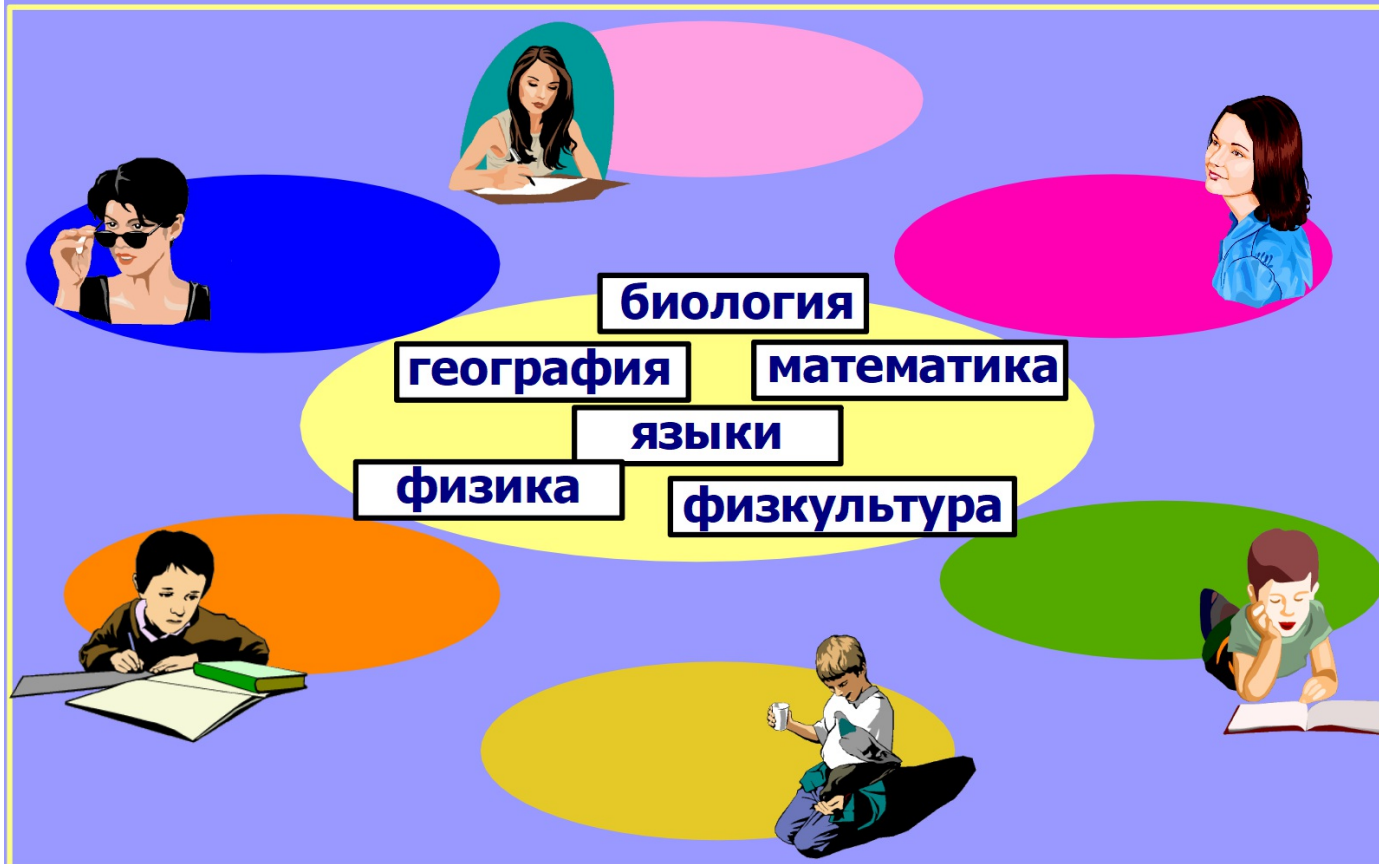 биология
география
математика
языки
физика
физкультура